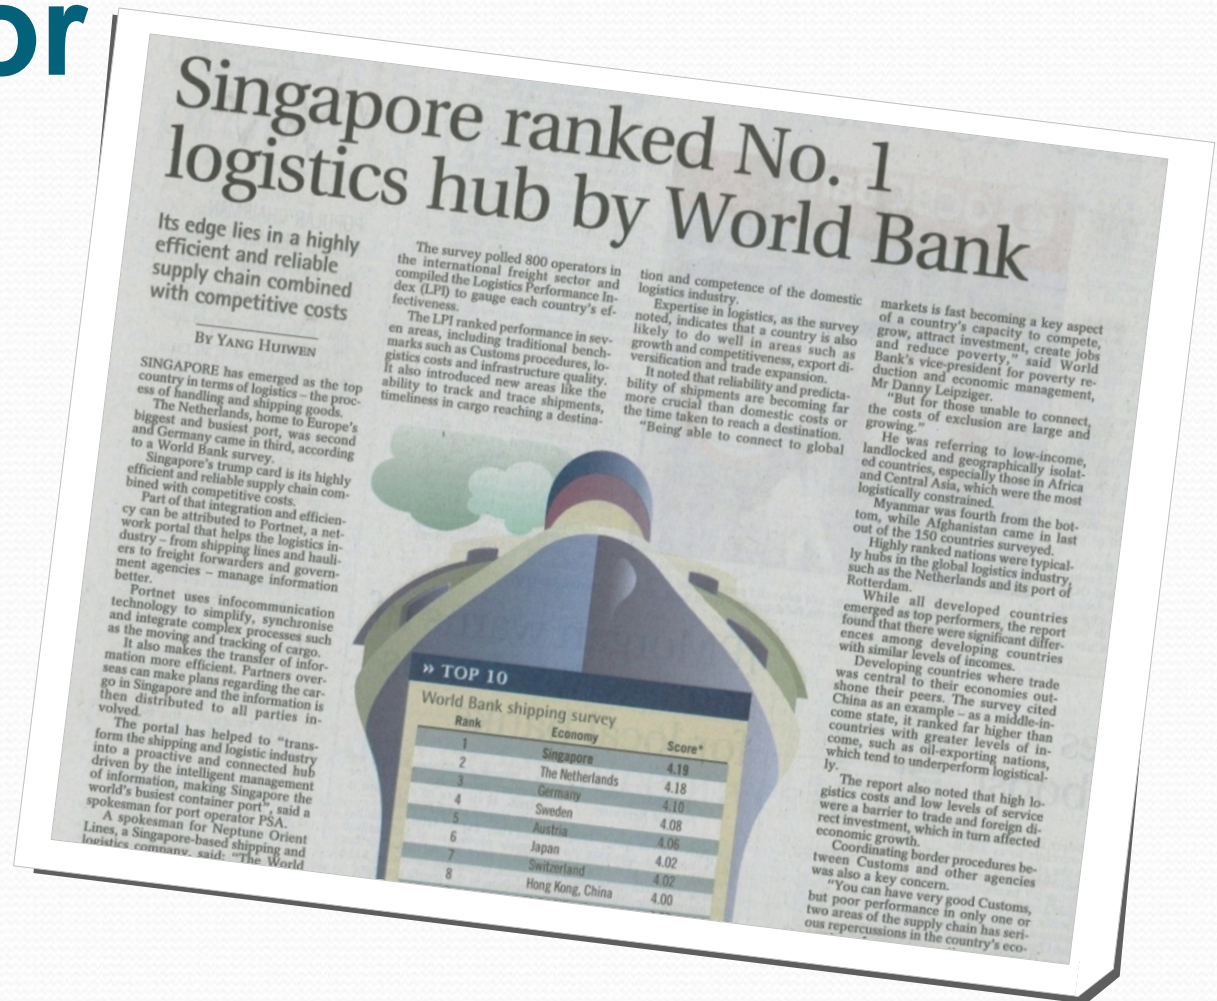 or
Singapore ranked No. 1
logistics hub by World Bank
Its edge lies in a highly
efficient and reliable
supply chain combined
with competitive costs
By Yang Huiwen
SINGAPORE has emerged as the top
country in terms of logistics – the proc-
ess of handling and shipping goods.
The Netherlands, home to Europe's
biggest and busiest port, was second
and Germany came in third, according
to a World Bank survey.
Singapore's trump card is its highly
efficient and reliable supply chain com-
bined with competitive costs.
Part of that integration and efficien-
cy can be attributed to Portnet, a net-
work portal that helps the logistics in-
dustry – from shipping lines and hauli-
ers to freight forwarders and govern-
ment agencies – manage information
better.
Portnet uses infocommunication
technology to simplify, synchronise
and integrate complex processes such
as the moving and tracking of cargo.
It also makes the transfer of infor-
mation more efficient. Partners over-
seas can make plans regarding the car-
go in Singapore and the information is
then distributed to all parties in-
volved.
The portal has helped to "trans-
form the shipping and logistic industry
into a proactive and connected hub
driven by the intelligent management
of information, making Singapore the
world's busiest container port", said a
spokesman for port operator PSA.
A spokesman for Neptune Orient
Lines, a Singapore-based shipping and
logistics company, said: "The World
The survey polled 800 operators in
the international freight sector and
compiled the Logistics Performance In-
dex (LPI) to gauge each country's ef-
fectiveness.
The LPI ranked performance in sev-
en areas, including traditional bench-
marks such as Customs procedures, lo-
gistics costs and infrastructure quality.
It also introduced new areas like the
ability to track and trace shipments,
timeliness in cargo reaching a destina-
tion and competence of the domestic
logistics industry.
Expertise in logistics, as the survey
noted, indicates that a country is also
likely to do well in areas such as
growth and competitiveness, export di-
versification and trade expansion.
It noted that reliability and predicta-
bility of shipments are becoming far
more crucial than domestic costs or
the time taken to reach a destination.
"Being able to connect to global
markets is fast becoming a key aspect
of a country's capacity to compete,
grow, attract investment, create jobs
and reduce poverty," said World
Bank's vice-president for poverty re-
duction and economic management,
Mr Danny Leipziger.
"But for those unable to connect,
the costs of exclusion are large and
growing."
He was referring to low-income,
landlocked and geographically isolat-
ed countries, especially those in Africa
and Central Asia, which were the most
logistically constrained.
Myanmar was fourth from the bot-
tom, while Afghanistan came in last
out of the 150 countries surveyed.
Highly ranked nations were typical-
ly hubs in the global logistics industry,
such as the Netherlands and its port of
Rotterdam.
While all developed countries
emerged as top performers, the report
found that there were significant differ-
ences among developing countries
with similar levels of incomes.
Developing countries where trade
was central to their economies out-
shone their peers. The survey cited
China as an example – as a middle-in-
come state, it ranked far higher than
countries with greater levels of in-
come, such as oil-exporting nations,
which tend to underperform logistical-
ly.
The report also noted that high lo-
gistics costs and low levels of service
were a barrier to trade and foreign di-
rect investment, which in turn affected
economic growth.
Coordinating border procedures be-
tween Customs and other agencies
was also a key concern.
"You can have very good Customs,
but poor performance in only one or
two areas of the supply chain has seri-
ous repercussions in the country's eco-
» TOP 10
World Bank shipping survey
Rank Economy Score*
1 Singapore 4.19
2 The Netherlands 4.18
3 Germany 4.10
4 Sweden 4.08
5 Austria 4.06
6 Japan 4.02
7 Switzerland 4.02
8 Hong Kong, China 4.00